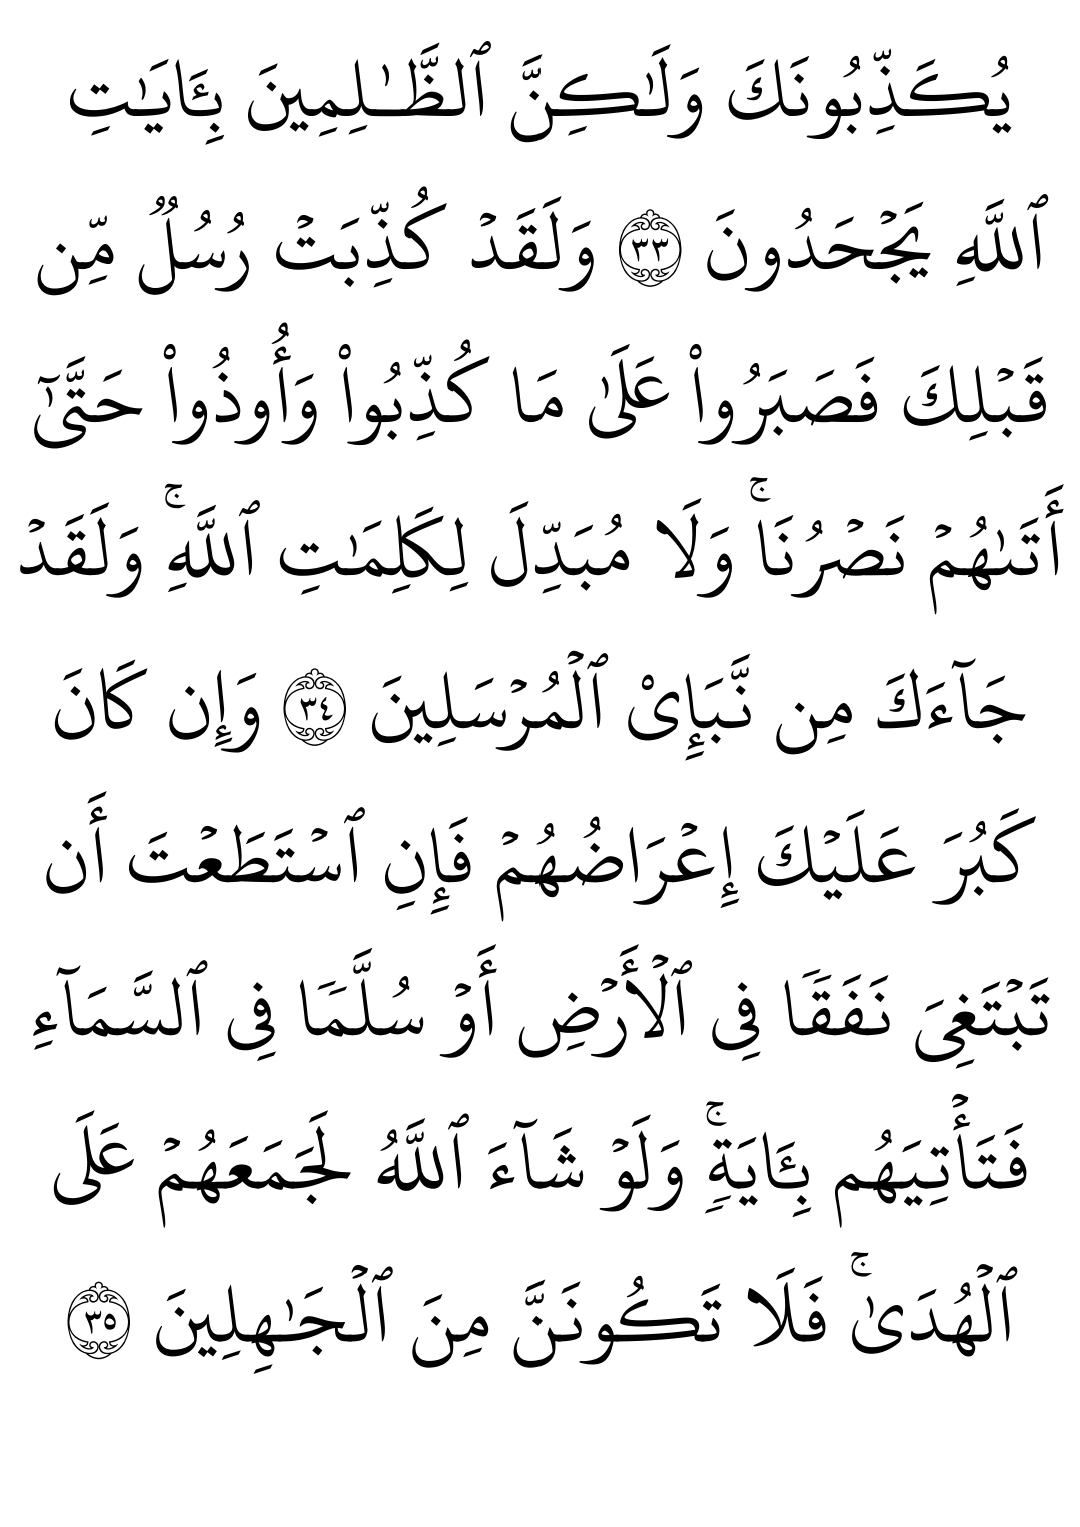 يُكَذِّبُونَكَ وَلَٰكِنَّ ٱلظَّـٰلِمِينَ بِـَٔايَـٰتِ
ٱللَّهِ يَجۡحَدُونَ ٣٣ وَلَقَدۡ كُذِّبَتۡ رُسُلٞ مِّن
قَبۡلِكَ فَصَبَرُواْ عَلَىٰ مَا كُذِّبُواْ وَأُوذُواْ حَتَّىٰٓ
أَتَىٰهُمۡ نَصۡرُنَاۚ وَلَا مُبَدِّلَ لِكَلِمَٰتِ ٱللَّهِۚ وَلَقَدۡ
جَآءَكَ مِن نَّبَإِىْ ٱلۡمُرۡسَلِينَ ٣٤ وَإِن كَانَ
كَبُرَ عَلَيۡكَ إِعۡرَاضُهُمۡ فَإِنِ ٱسۡتَطَعۡتَ أَن
تَبۡتَغِىَ نَفَقٗا فِى ٱلۡأَرۡضِ أَوۡ سُلَّمٗا فِى ٱلسَّمَآءِ
فَتَأۡتِيَهُم بِـَٔايَةٖۚ وَلَوۡ شَآءَ ٱللَّهُ لَجَمَعَهُمۡ عَلَى
ٱلۡهُدَىٰۚ فَلَا تَكُونَنَّ مِنَ ٱلۡجَـٰهِلِينَ ٣٥